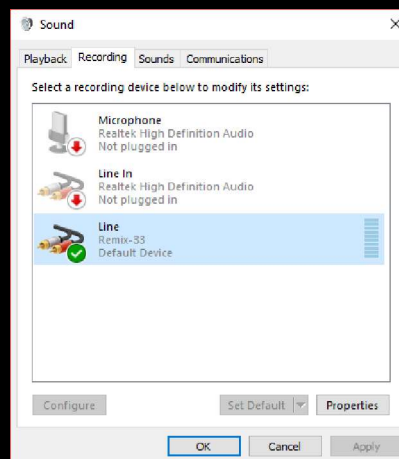 Sound
Playback Recording Sounds Communications
Select a recording device below to modify its settings:
Microphone
Realtek High Definition Audio
Not plugged in
Line In
Realtek High Definition Audio
Not plugged in
Line
Remix-33
Default Device
Configure Set Default Properties
OK Cancel Apply